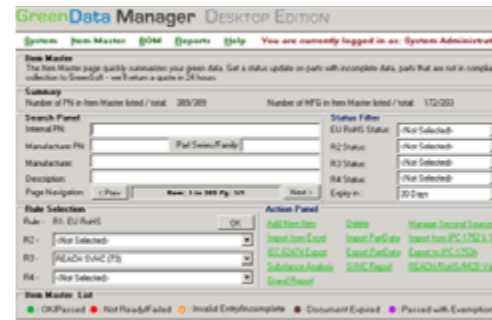 GreenData Manager Desktop Edition
System Item Master BOM Reports Help You are currently logged in as: System Administrat
Item Master
The Item Master page quickly summarizes your green data. Get a status update on parts with incomplete data, parts that are not in complian
collection to GreenSoft - we'll return a quote in 24 hours.
Summary
Number of PN in Item Master listed / total 389/389 Number of MFG in Item Master listed / total 172/203
Search Panel Status Filter
Internal PN: EU RoHS Status: <Not Selected>
Manufacturer PN: Part Series/Family: R2 Status: <Not Selected>
Manufacturer: R3 Status: <Not Selected>
Description: R4 Status: <Not Selected>
Page Navigation: < Prev Row: 1 to 389 Pg: 1/1 Next > Expiry in: 30 Days
Rule Selection Action Panel
Rule - R1: EU RoHS OK Add New Item Delete Manage Second Source
R2 - <Not Selected> Import from Excel Import PartData Import from IPC 1752 &
R3 - REACH SVHC (73) Export PartData Export to IPC 1752A
R4 - <Not Selected> Substance Analysis SVHC Report
Item Master List
OK/Passed Not Ready/Failed Invalid Entry/Incomplete Document Expired Passed with Exemption